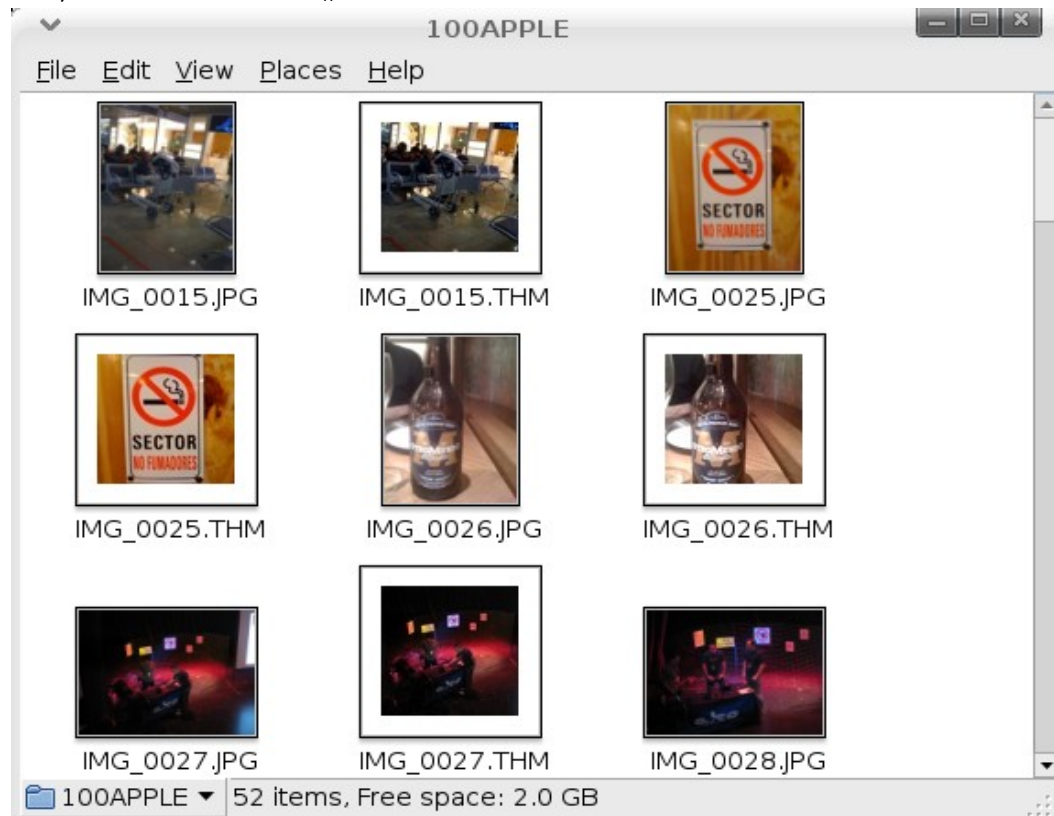 100APPLE
File Edit View Places Help
SECTOR
NO FUMADORES
IMG_0015.JPG IMG_0015.THM IMG_0025.JPG
SECTOR
NO FUMADORES
IMG_0025.THM IMG_0026.JPG IMG_0026.THM
IMG_0027.JPG IMG_0027.THM IMG_0028.JPG
100APPLE 52 items, Free space: 2.0 GB